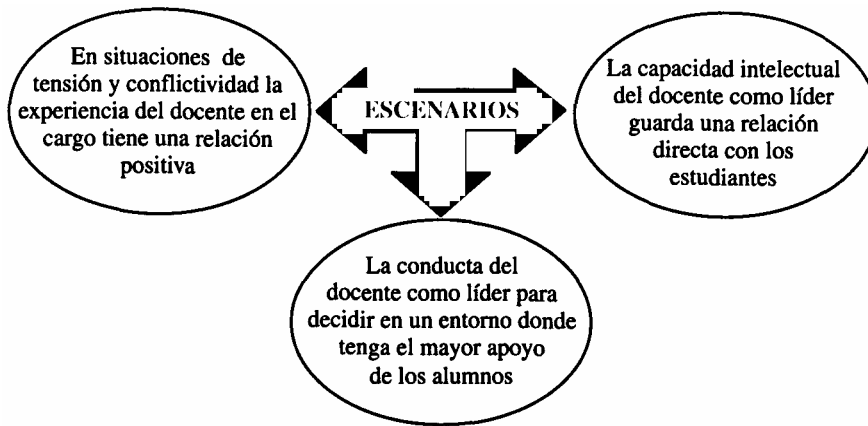 En situaciones de
tensión y conflictividad la
experiencia del docente en el
cargo tiene una relación
positiva
ESCENARIOS
La capacidad intelectual
del docente como líder
guarda una relación
directa con los
estudiantes
La conducta del
docente como líder para
decidir en un entorno donde
tenga el mayor apoyo
de los alumnos